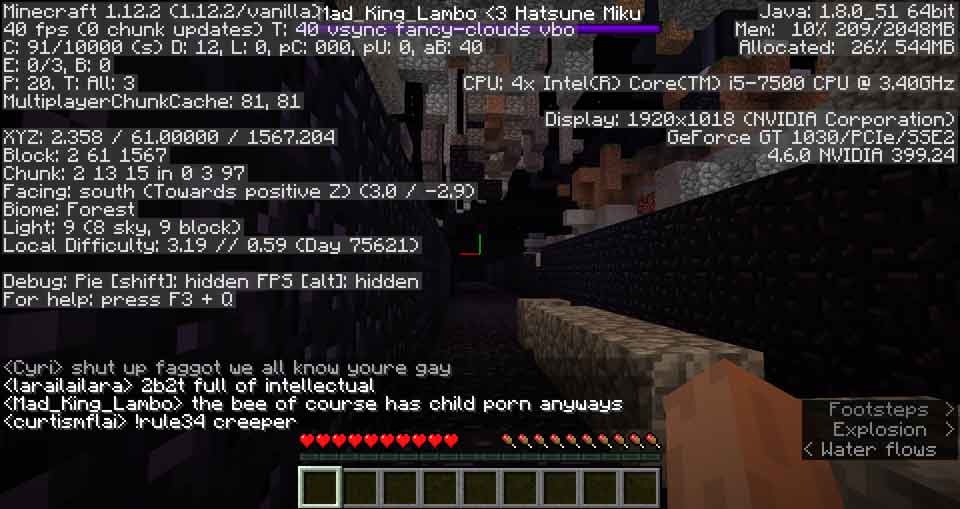 Minecraft 1.12.2 (1.12.2/vanilla)
Mad_King_Lambo <3 Hatsune Miku
40 fps (0 chunk updates) T: 40 vsync fancy-clouds vbo
C: 91/10000 (s) D: 12, L: 0, pC: 000, pU: 0, aB: 40
E: 0/3, B: 0
P: 20. T: All: 3
MultiplayerChunkCache: 81, 81
XYZ: 2.358 / 61.00000 / 1567.204
Block: 2 61 1567
Chunk: 2 13 15 in 0 3 97
Facing: south (Towards positive Z) (3.0 / -2.9)
Biome: Forest
Light: 9 (8 sky, 9 block)
Local Difficulty: 3.19 // 0.59 (Day 75621)
Debug: Pie [shift]: hidden FPS [alt]: hidden
For help: press F3 + Q
Java: 1.8.0_51 64bit
Mem: 10% 209/2048MB
Allocated: 26% 544MB
CPU: 4x Intel(R) Core(TM) i5-7500 CPU @ 3.40GHz
Display: 1920x1018 (NVIDIA Corporation)
GeForce GT 1030/PCIe/SSE2
4.6.0 NVIDIA 399.24
<Cyri> shut up faggot we all know youre gay
<larailailara> 2b2t full of intellectual
<Mad_King_Lambo> the bee of course has child porn anyways
<curtismflai> !rule34 creeper
Footsteps >
Explosion >
< Water flows